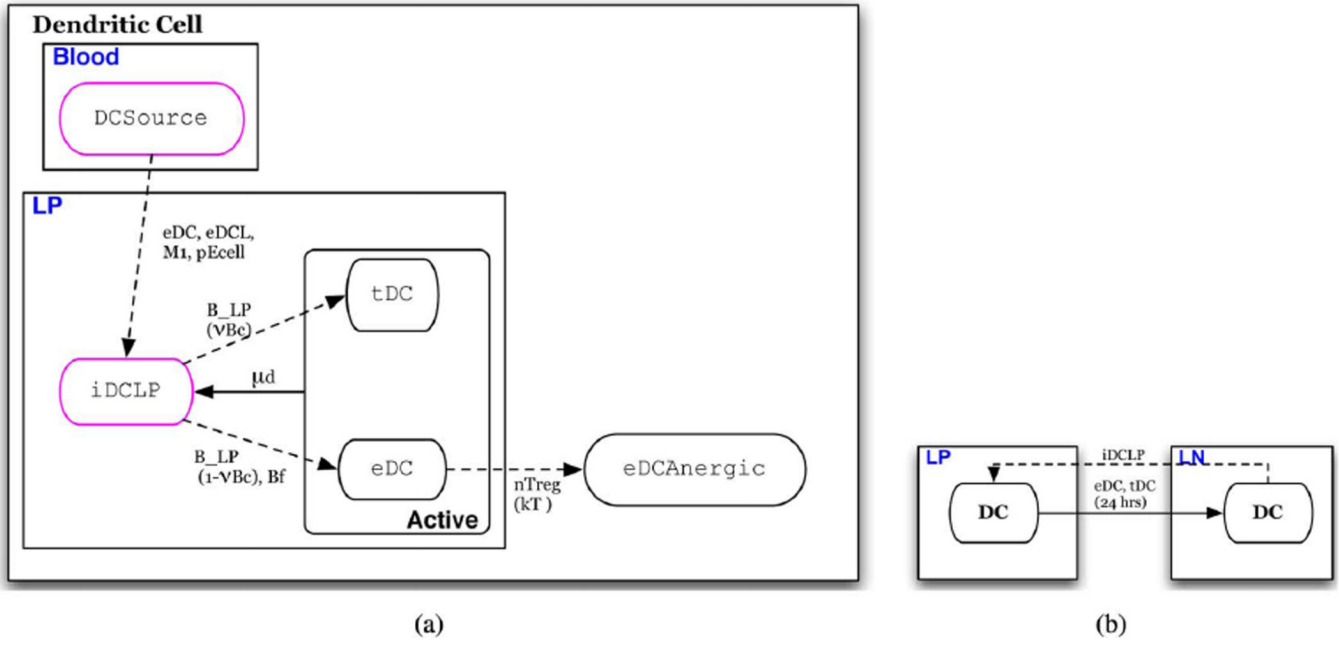 Dendritic Cell
Blood
DCSource
LP
eDC, eDCL,
M1, pEcell
tDC
B_LP
(νBc)
iDCLP
μd
B_LP
(1-νBc), Bf
eDC
Active
nTreg
(kT )
eDCAnergic
(a)
LP
iDCLP
LN
eDC, tDC
(24 hrs)
DC
DC
(b)